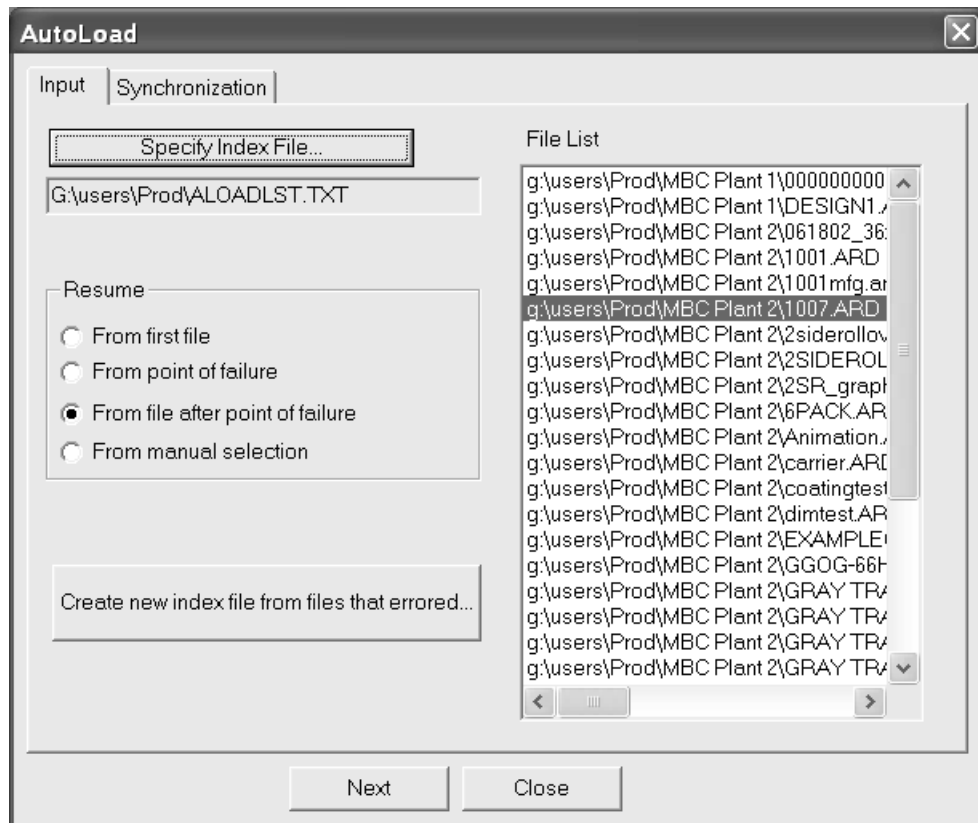 AutoLoad
Input
Synchronization
Specify Index File...
G:\users\Prod\ALOADLST.TXT
Resume
From first file
From point of failure
From file after point of failure
From manual selection
Create new index file from files that errored...
File List
g:\users\Prod\MBC Plant 1\000000000
g:\users\Prod\MBC Plant 1\DESIGN1.
g:\users\Prod\MBC Plant 2\061802_36
g:\users\Prod\MBC Plant 2\1001.ARD
g:\users\Prod\MBC Plant 2\1001mfg.ar
g:\users\Prod\MBC Plant 2\1007.ARD
g:\users\Prod\MBC Plant 2\2siderollov
g:\users\Prod\MBC Plant 2\2SIDEROL
g:\users\Prod\MBC Plant 2\2SR_grap
g:\users\Prod\MBC Plant 2\6PACK.AR
g:\users\Prod\MBC Plant 2\Animation.
g:\users\Prod\MBC Plant 2\carrier.ARD
g:\users\Prod\MBC Plant 2\coatingtest
g:\users\Prod\MBC Plant 2\dimtest.AR
g:\users\Prod\MBC Plant 2\EXAMPLE
g:\users\Prod\MBC Plant 2\GGOG-66H
g:\users\Prod\MBC Plant 2\GRAY TRA
g:\users\Prod\MBC Plant 2\GRAY TRA
g:\users\Prod\MBC Plant 2\GRAY TRA
g:\users\Prod\MBC Plant 2\GRAY TRA
Next
Close